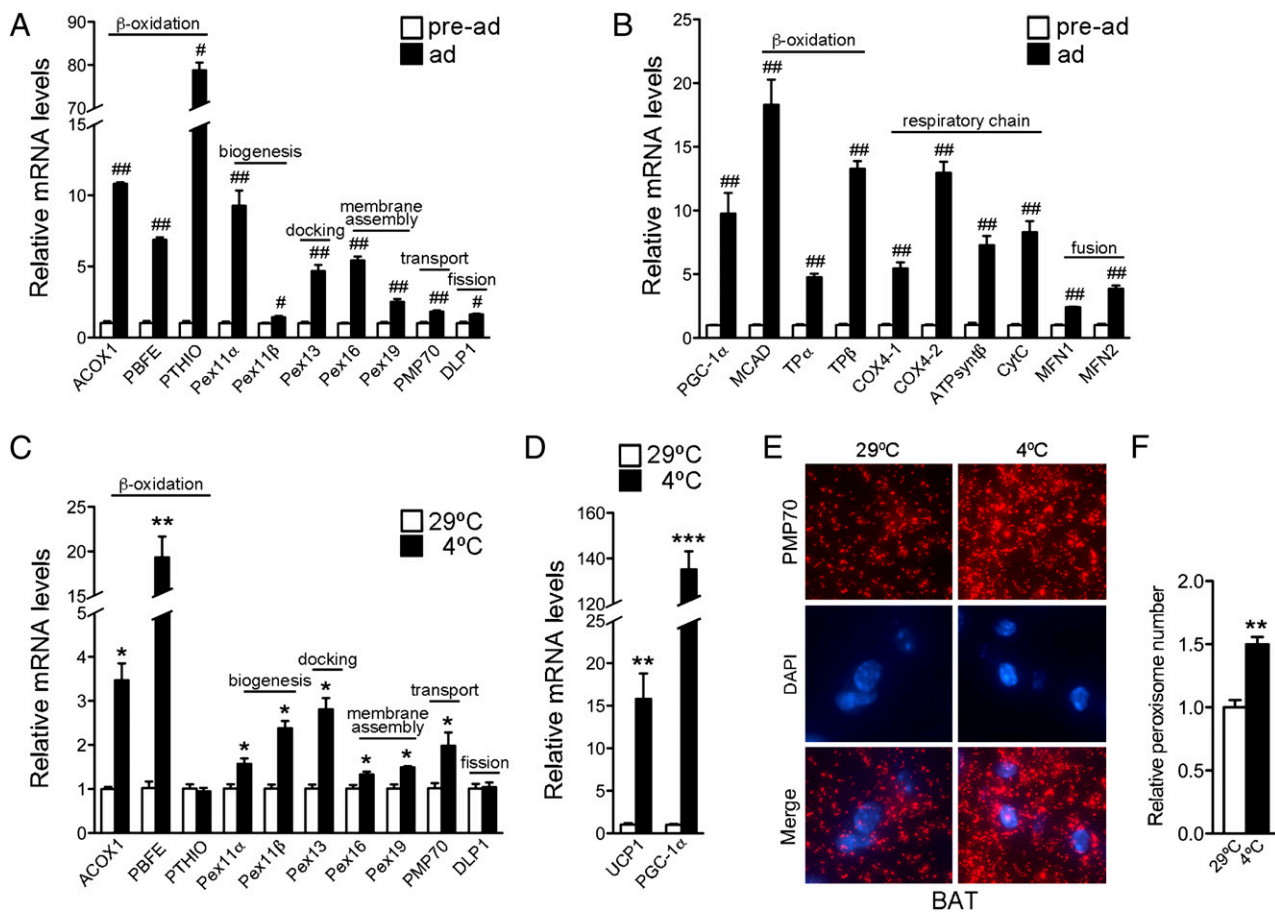 A
β-oxidation
pre-ad
ad
Relative mRNA levels
90
80
70
15
10
5
0
#
##
##
biogenesis
##
#
docking
##
membrane
assembly
##
##
transport
##
fission
#
ACOX1
PBFE
PTHIO
Pex11α
Pex11β
Pex13
Pex16
Pex19
PMP70
DLP1
B
β-oxidation
pre-ad
ad
Relative mRNA levels
25
20
15
10
5
0
##
##
##
##
respiratory chain
##
##
##
##
fusion
##
##
PGC-1α
MCAD
TPα
TPβ
COX4-1
COX4-2
ATPsyntβ
CytC
MFN1
MFN2
C
β-oxidation
29ºC
4ºC
Relative mRNA levels
25
20
15
5
4
3
2
1
0
*
**
biogenesis
*
*
docking
*
membrane
assembly
*
*
transport
*
fission
ACOX1
PBFE
PTHIO
Pex11α
Pex11β
Pex13
Pex16
Pex19
PMP70
DLP1
D
29ºC
4ºC
Relative mRNA levels
160
140
120
20
15
10
5
0
**
***
UCP1
PGC-1α
E
29ºC
4ºC
PMP70
DAPI
Merge
BAT
F
Relative peroxisome number
2.0
1.5
1.0
0.5
0.0
**
29ºC
4ºC